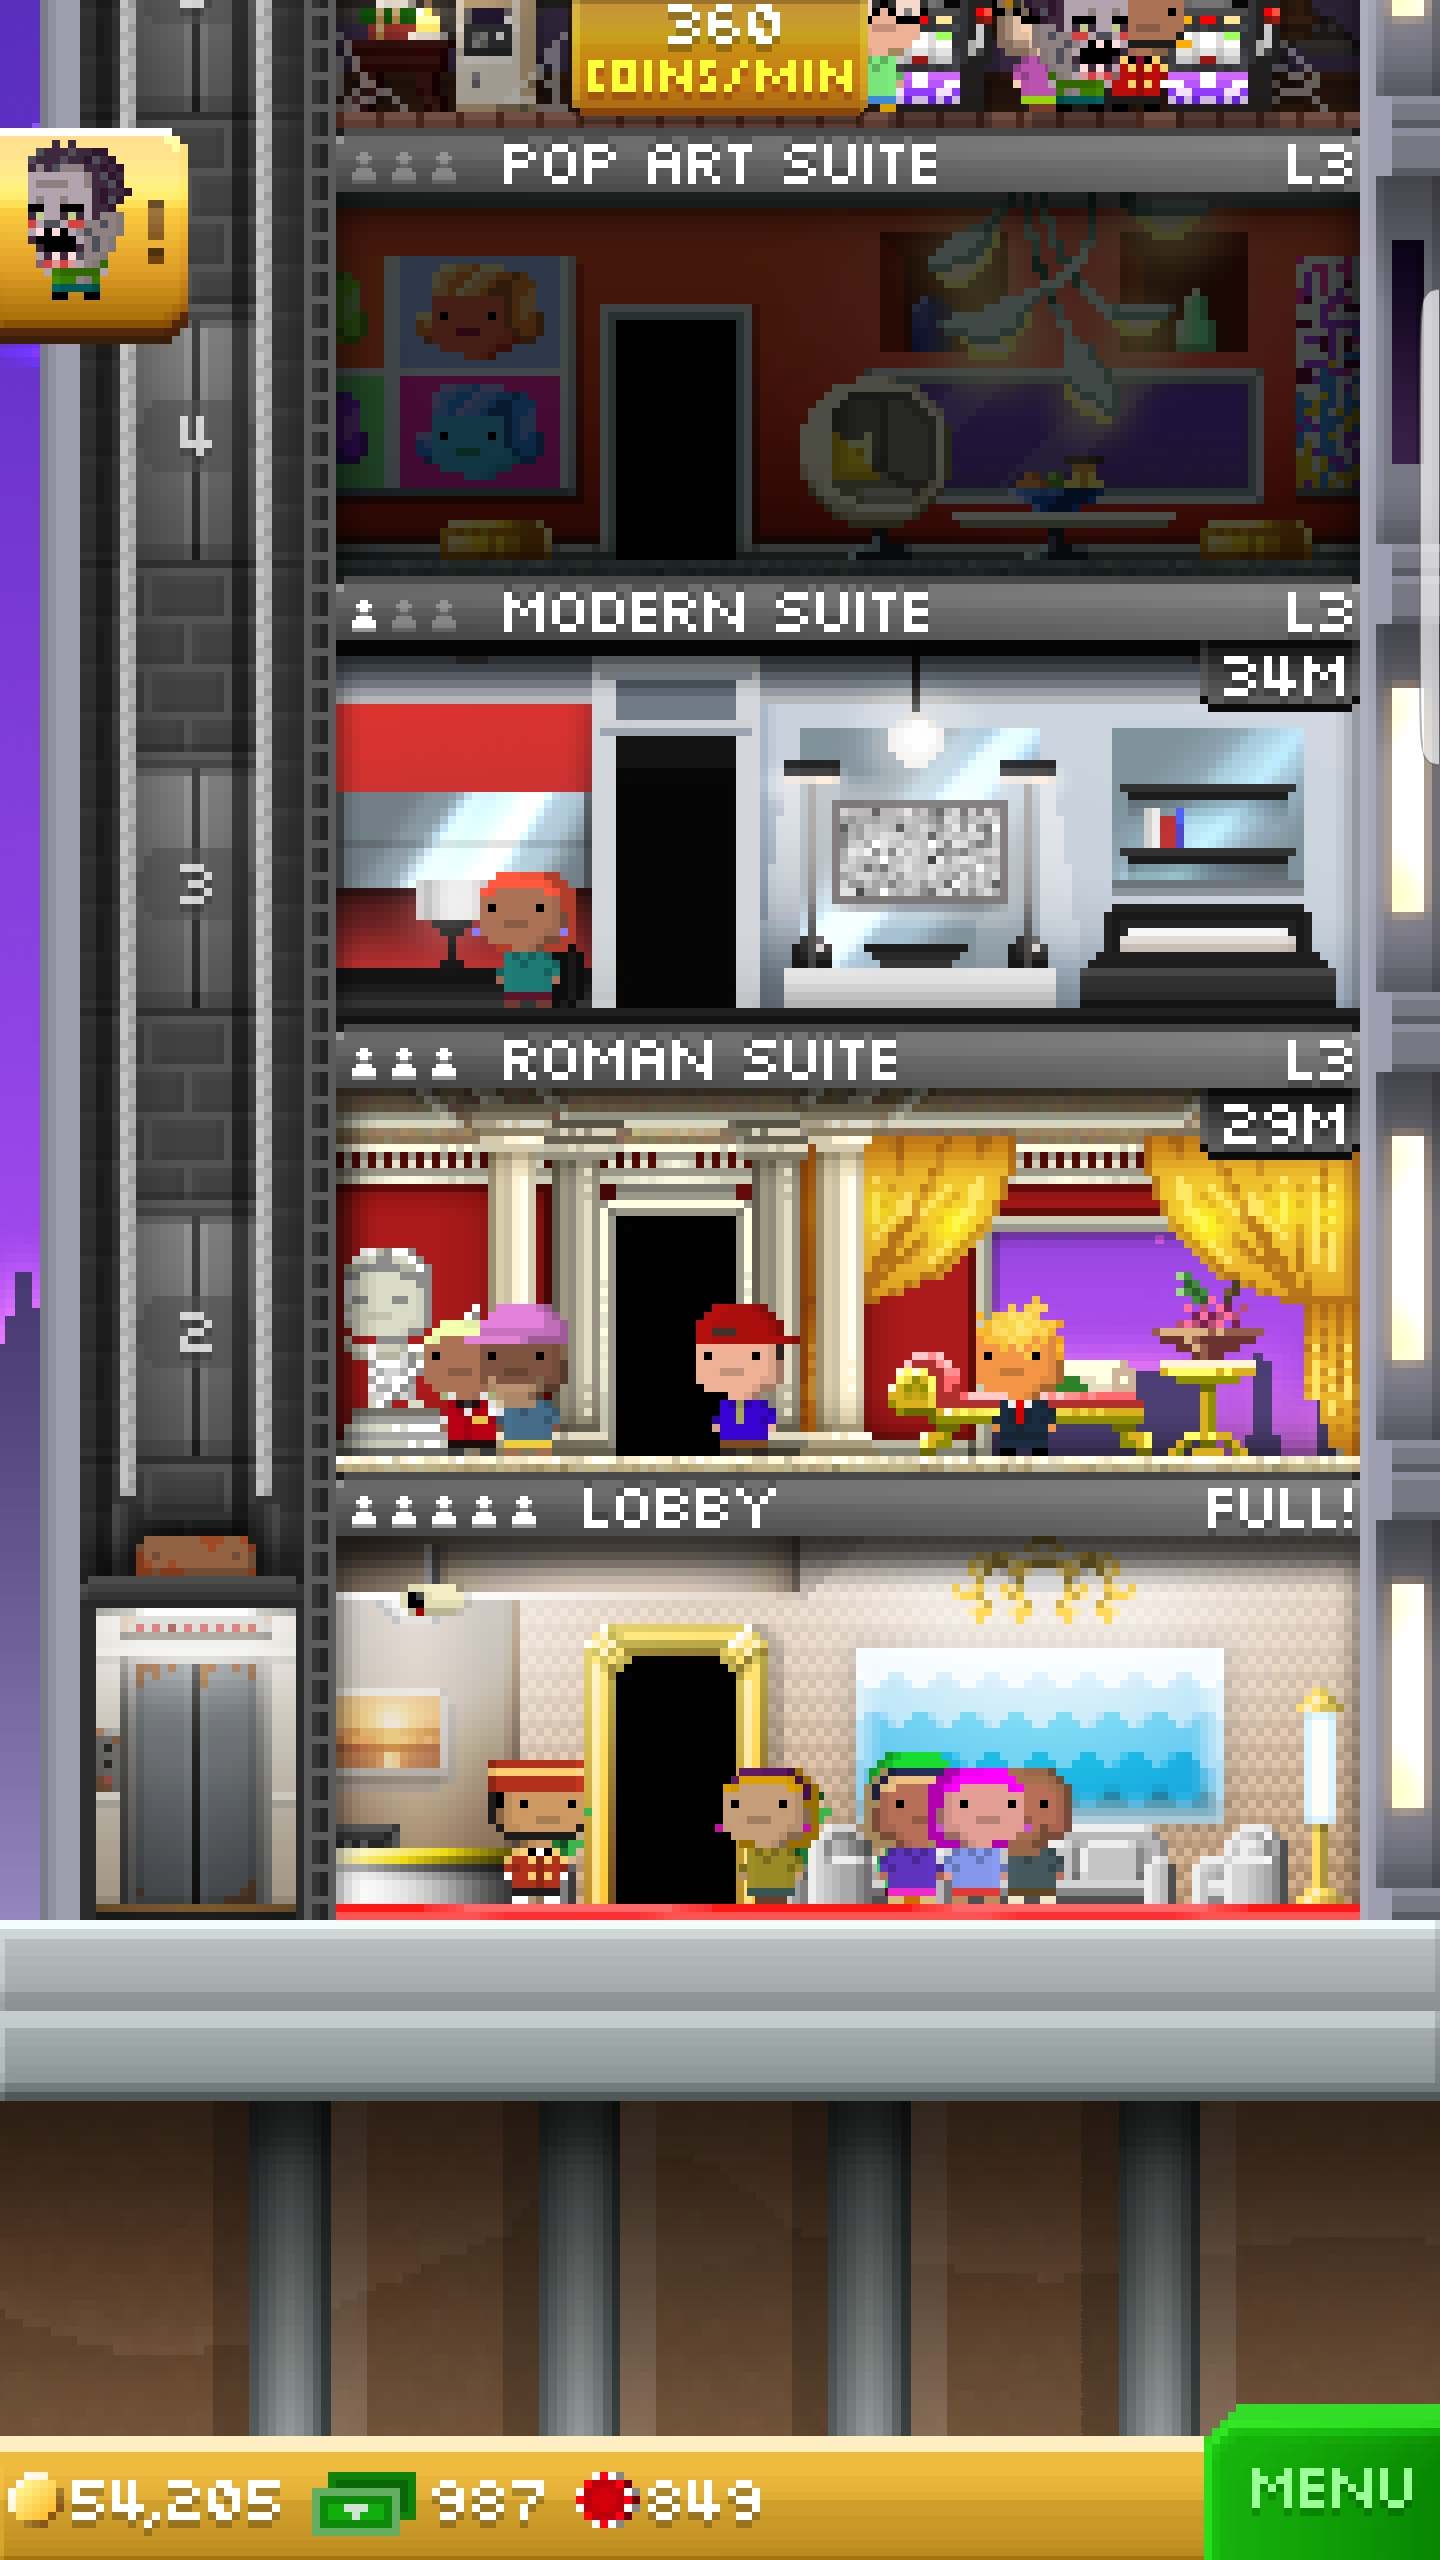 360
COINS/MIN
POP ART SUITE L3
!
4
MODERN SUITE L3
34M
3
ROMAN SUITE L3
29M
2
LOBBY FULL!
54,205 987 849
MENU